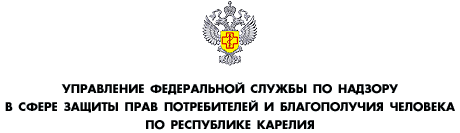 УПРАВЛЕНИЕ ФЕДЕРАЛЬНОЙ СЛУЖБЫ ПО НАДЗОРУ
В СФЕРЕ ЗАЩИТЫ ПРАВ ПОТРЕБИТЕЛЕЙ И БЛАГОПОЛУЧИЯ ЧЕЛОВЕКА
ПО РЕСПУБЛИКЕ КАРЕЛИЯ